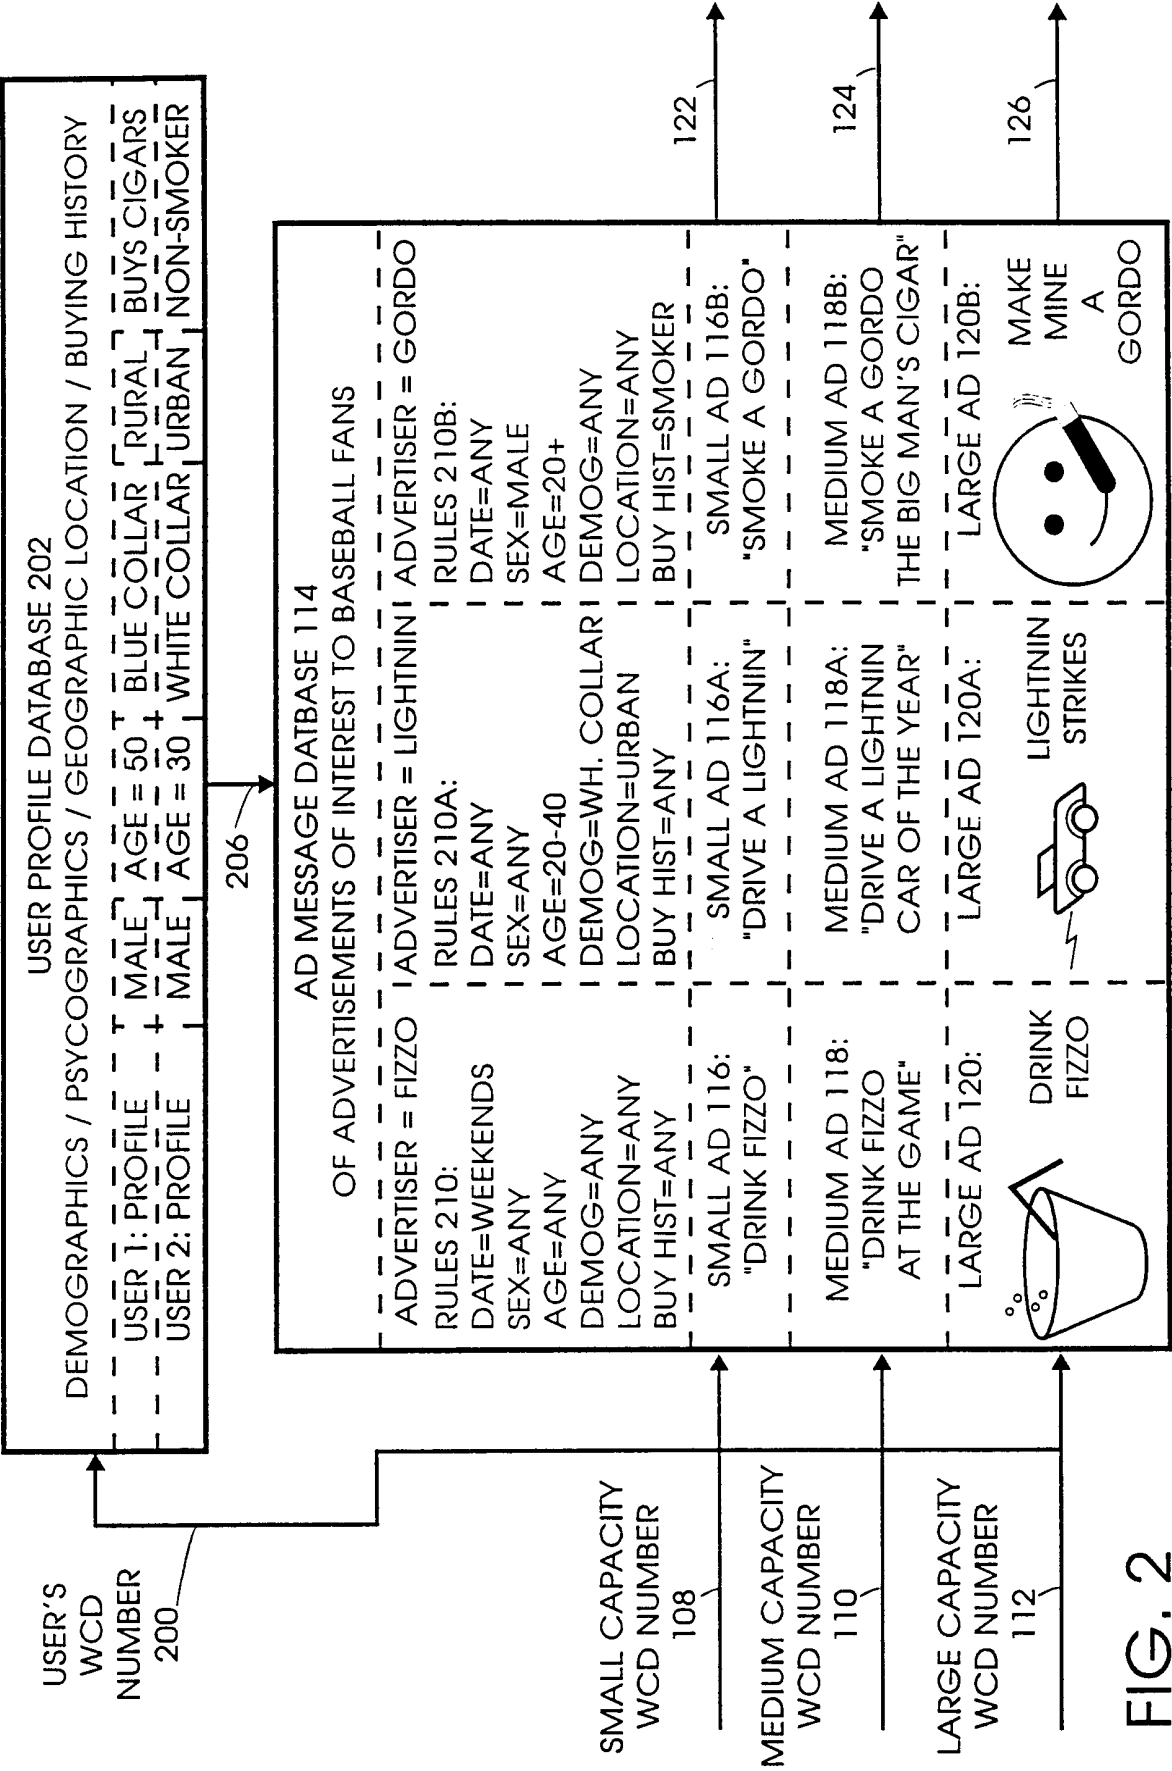 USER PROFILE DATABASE 202
DEMOGRAPHICS / PSYCOGRAPHICS / GEOGRAPHIC LOCATION / BUYING HISTORY
USER 1: PROFILE MALE AGE = 50 BLUE COLLAR RURAL BUYS CIGARS
USER 2: PROFILE MALE AGE = 30 WHITE COLLAR URBAN NON-SMOKER
USER'S
WCD
NUMBER
200
206
AD MESSAGE DATBASE 114
OF ADVERTISEMENTS OF INTEREST TO BASEBALL FANS
ADVERTISER = FIZZO
RULES 210:
DATE=WEEKENDS
SEX=ANY
AGE=ANY
DEMOG=ANY
LOCATION=ANY
BUY HIST=ANY
ADVERTISER = LIGHTNIN
RULES 210A:
DATE=ANY
SEX=ANY
AGE=20-40
DEMOG=WH. COLLAR
LOCATION=URBAN
BUY HIST=ANY
ADVERTISER = GORDO
RULES 210B:
DATE=ANY
SEX=MALE
AGE=20+
DEMOG=ANY
LOCATION=ANY
BUY HIST=SMOKER
SMALL CAPACITY
WCD NUMBER
108
SMALL AD 116:
"DRINK FIZZO"
SMALL AD 116A:
"DRIVE A LIGHTNIN"
SMALL AD 116B:
"SMOKE A GORDO"
122
MEDIUM CAPACITY
WCD NUMBER
110
MEDIUM AD 118:
"DRINK FIZZO
AT THE GAME"
MEDIUM AD 118A:
"DRIVE A LIGHTNIN
CAR OF THE YEAR"
MEDIUM AD 118B:
"SMOKE A GORDO
THE BIG MAN'S CIGAR"
124
LARGE CAPACITY
WCD NUMBER
112
LARGE AD 120:
DRINK
FIZZO
LARGE AD 120A:
LIGHTNIN
STRIKES
LARGE AD 120B:
MAKE
MINE
A
GORDO
126
FIG. 2